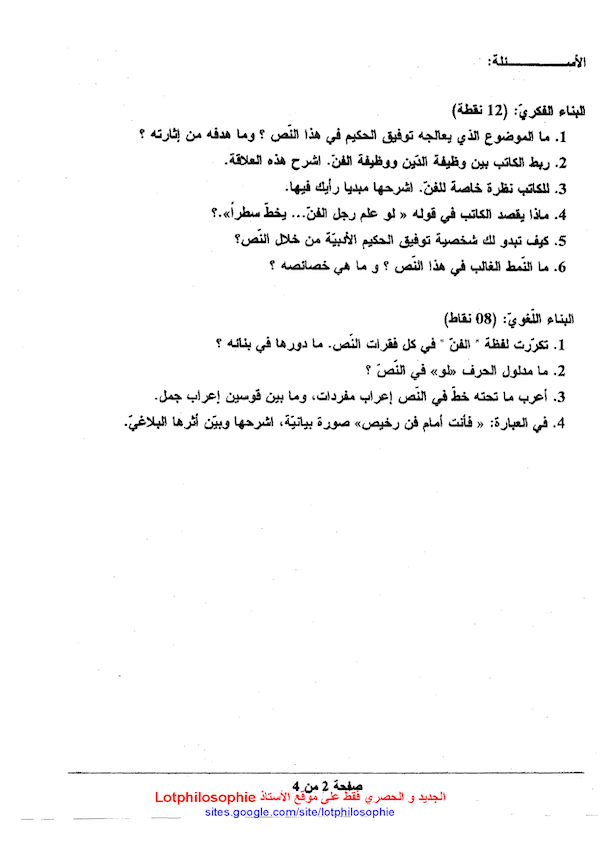 الأسـئلة:
البناء الفكريّ: (12 نقطة)
1. ما الموضوع الذي يعالجه توفيق الحكيم في هذا النّص ؟ وما هدفه من إثارته ؟
2. ربط الكاتب بين وظيفة الدّين ووظيفة الفنّ. اشرح هذه العلاقة.
3. للكاتب نظرة خاصة للفنّ. اشرحها مبديا رأيك فيها.
4. ماذا يقصد الكاتب في قوله « لو علم رجل الفنّ... يخطّ سطراً».؟
5. كيف تبدو لك شخصية توفيق الحكيم الأدبيّة من خلال النّص؟
6. ما النّمط الغالب في هذا النّص ؟ و ما هي خصائصه ؟
البناء اللّغويّ: (08 نقاط)
1. تكرّرت لفظة " الفنّ " في كل فقرات النّص. ما دورها في بنائه ؟
2. ما مدلول الحرف «لو» في النّصّ ؟
3. أعرب ما تحته خطّ في النّص إعراب مفردات، وما بين قوسين إعراب جمل.
4. في العبارة: « فأنت أمام فن رخيص» صورة بيانيّة، اشرحها وبيّن أثرها البلاغيّ.
صفحة 2 من 4
الجديد و الحصري فقط على موقع الأستاذ Lotphilosophie
sites.google.com/site/lotphilosophie